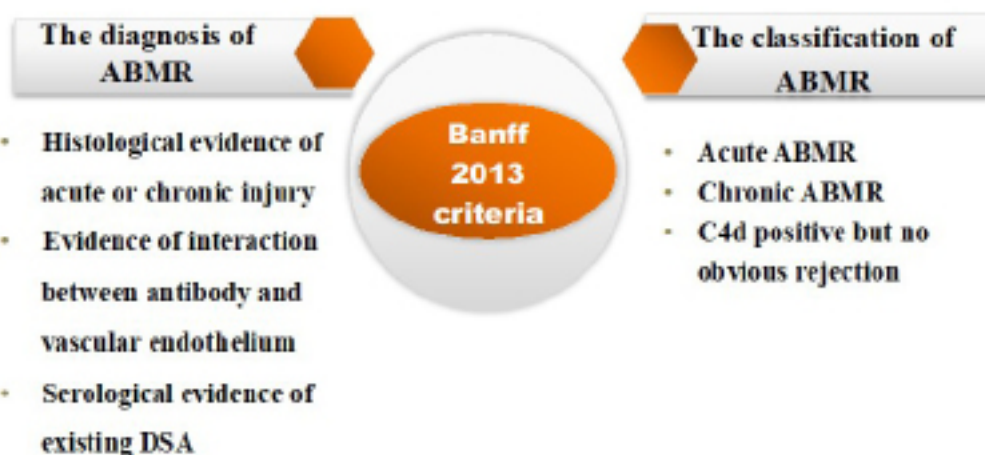 The diagnosis of
ABMR
• Histological evidence of
acute or chronic injury
• Evidence of interaction
between antibody and
vascular endothelium
• Serological evidence of
existing DSA
Banff
2013
criteria
The classification of
ABMR
• Acute ABMR
• Chronic ABMR
• C4d positive but no
obvious rejection